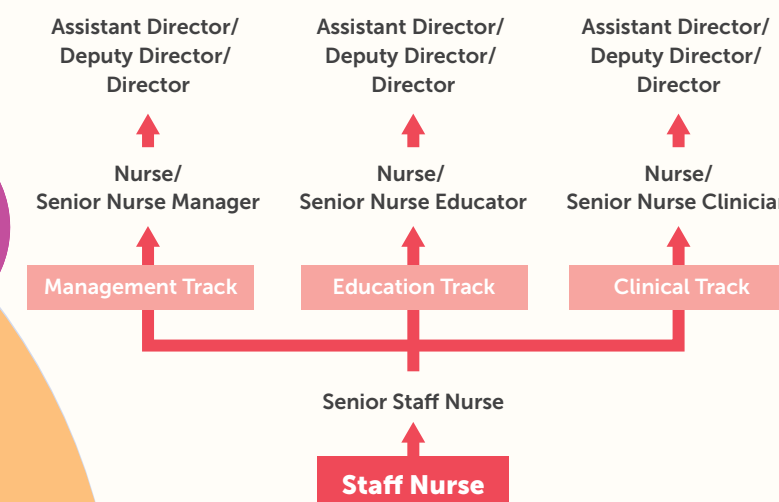 Assistant Director/
Deputy Director/
Director
Assistant Director/
Deputy Director/
Director
Assistant Director/
Deputy Director/
Director
Nurse/
Senior Nurse Manager
Nurse/
Senior Nurse Educator
Nurse/
Senior Nurse Clinician
Management Track
Education Track
Clinical Track
Senior Staff Nurse
Staff Nurse